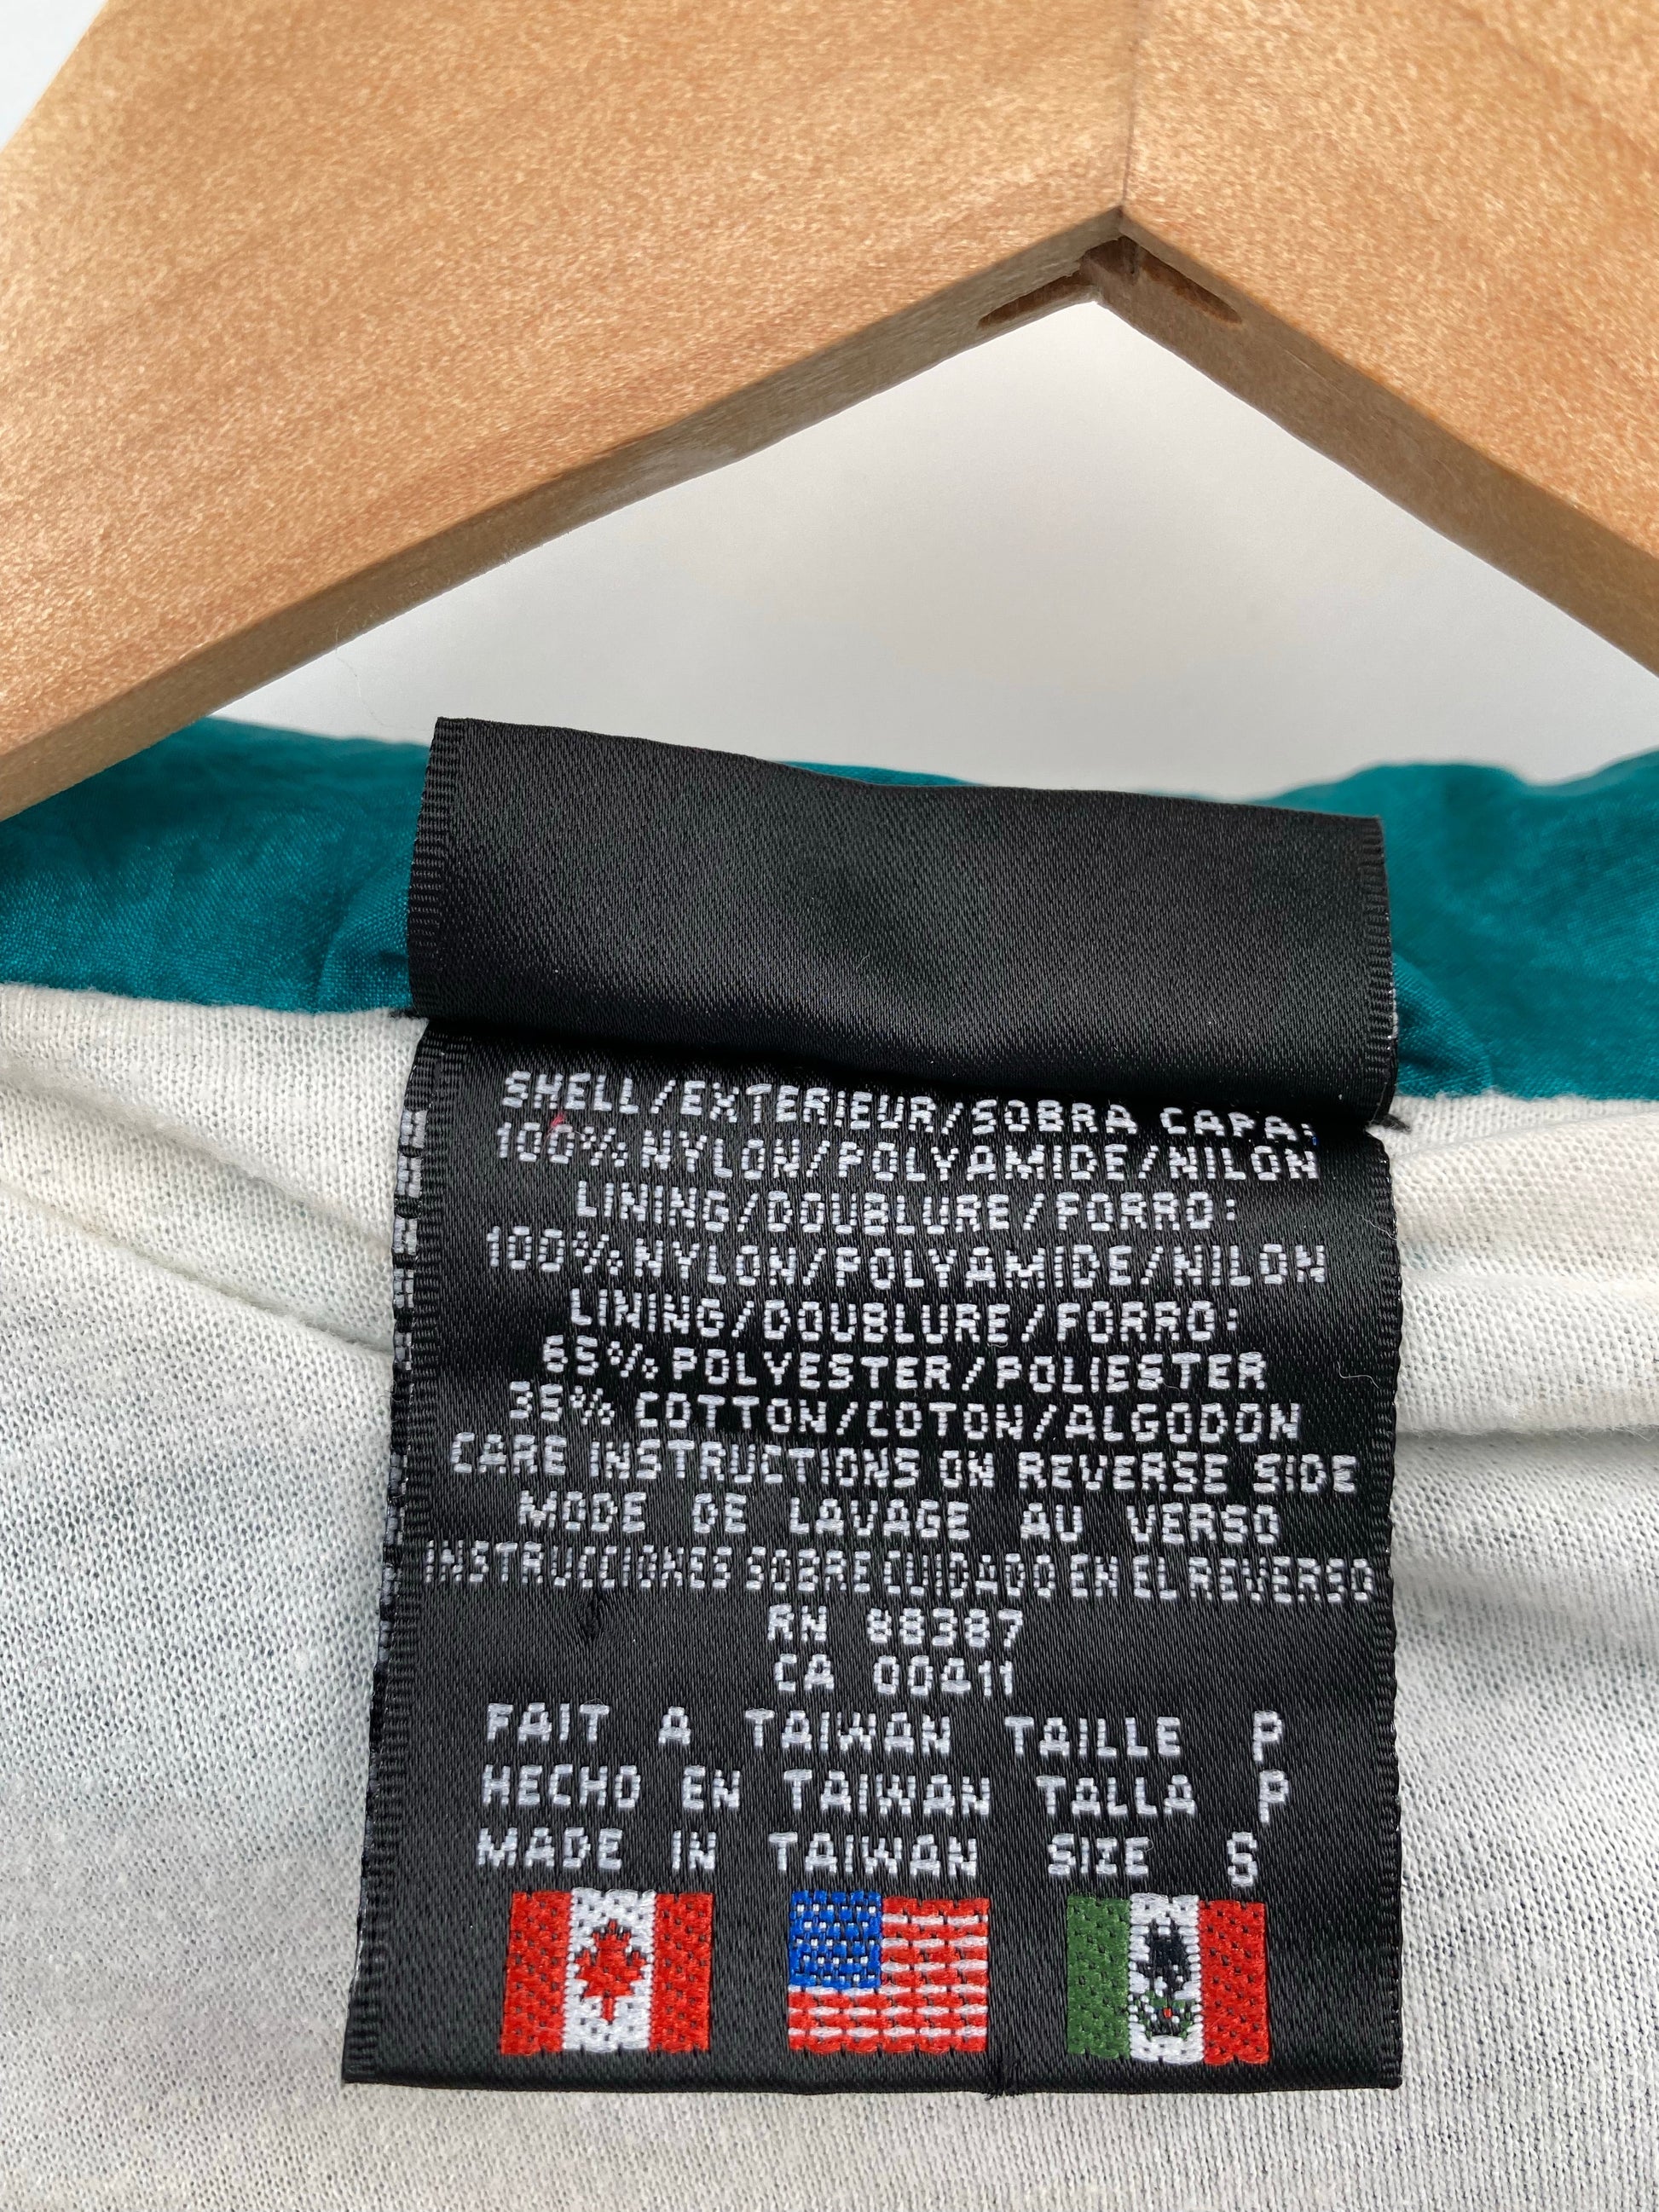 SHELL/EXTERIEUR/SOBRA CAPA:
100% NYLON/POLYAMIDE/NILON
LINING/DOUBLURE/FORRO:
100% NYLON/POLYAMIDE/NILON
LINING/DOUBLURE/FORRO:
65% POLYESTER/POLIESTER
35% COTTON/COTON/ALGODON
CARE INSTRUCTIONS ON REVERSE SIDE
MODE DE LAVAGE AU VERSO
INSTRUCCIONES SOBRE CUIDADO EN EL REVERSO
RN 88387
CA 00411
FAIT A TAIWAN TAILLE P
HECHO EN TAIWAN TALLA P
MADE IN TAIWAN SIZE S